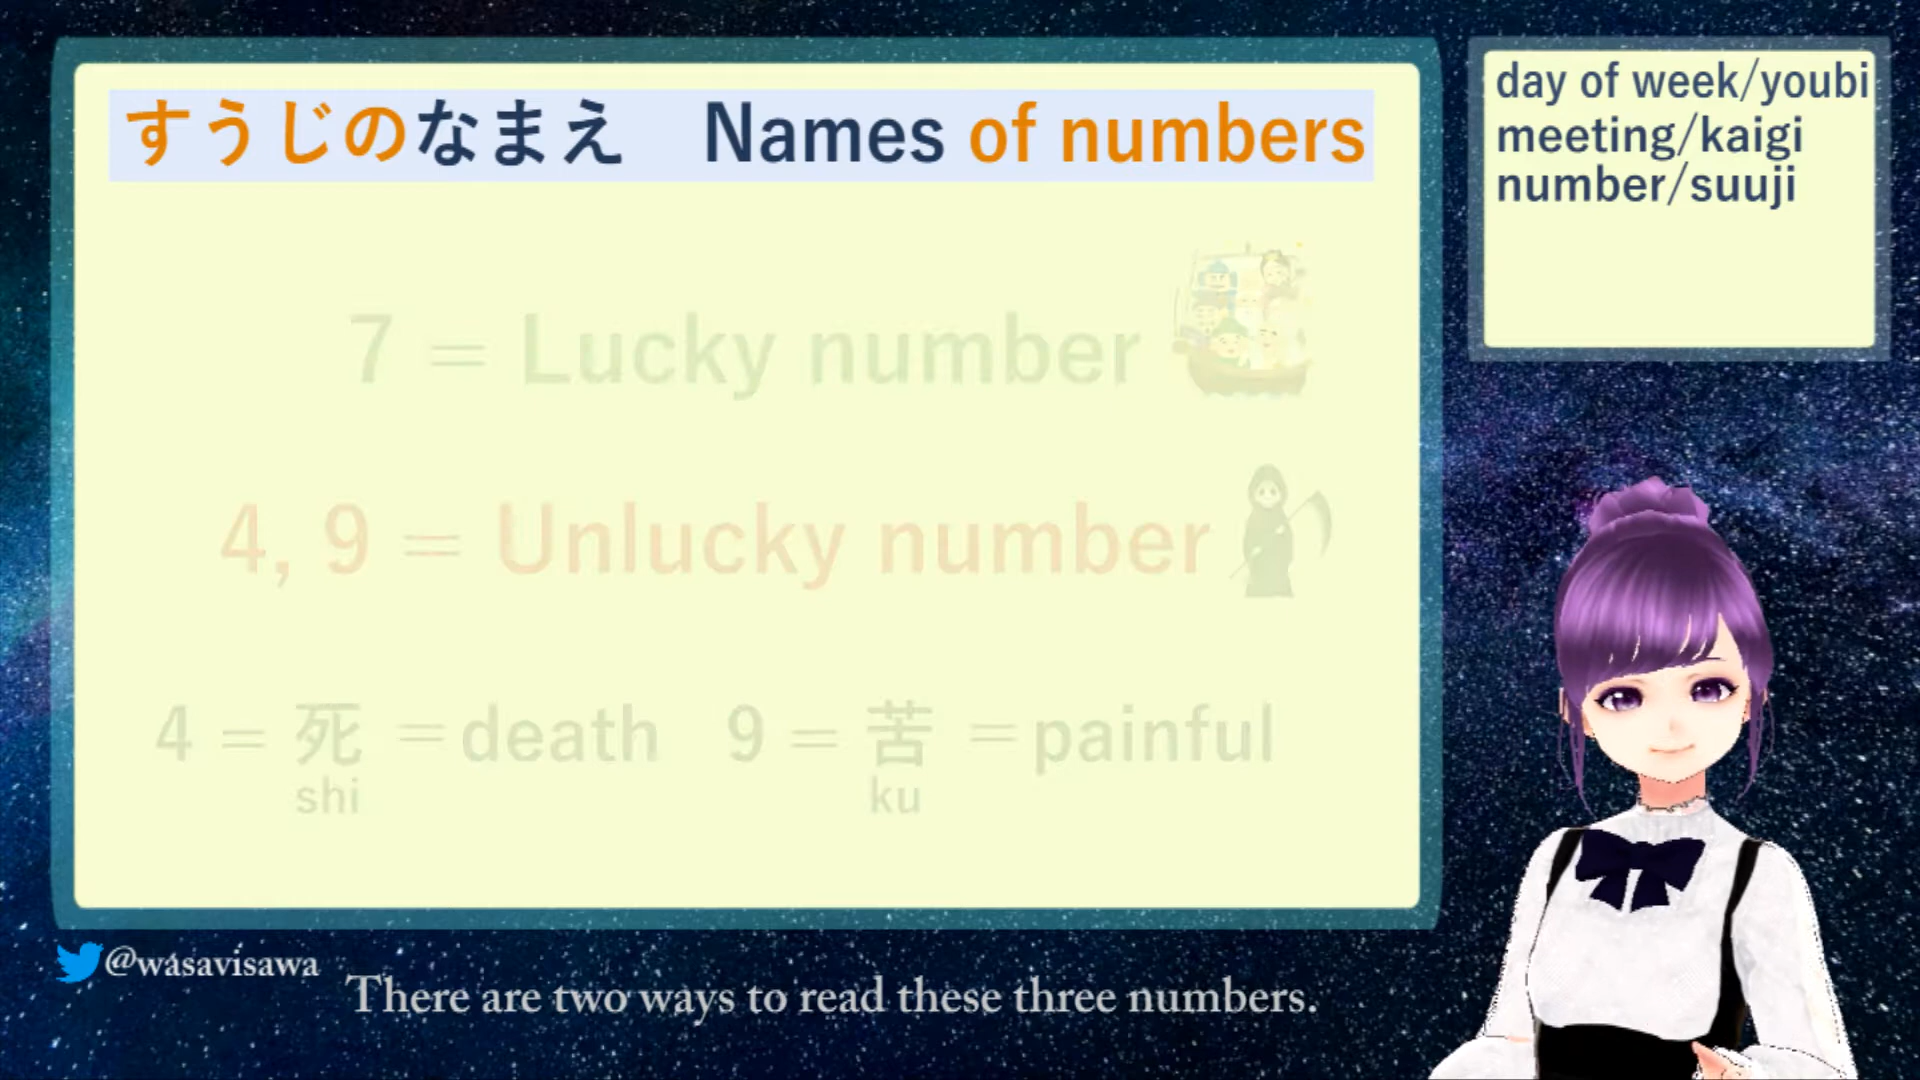 すうじのなまえ Names of numbers
7 = Lucky number
4, 9 = Unlucky number
4 = 死 = death 9 = 苦 = painful
shi ku
day of week/youbi
meeting/kaigi
number/suuji
@wasavisawa
There are two ways to read these three numbers.